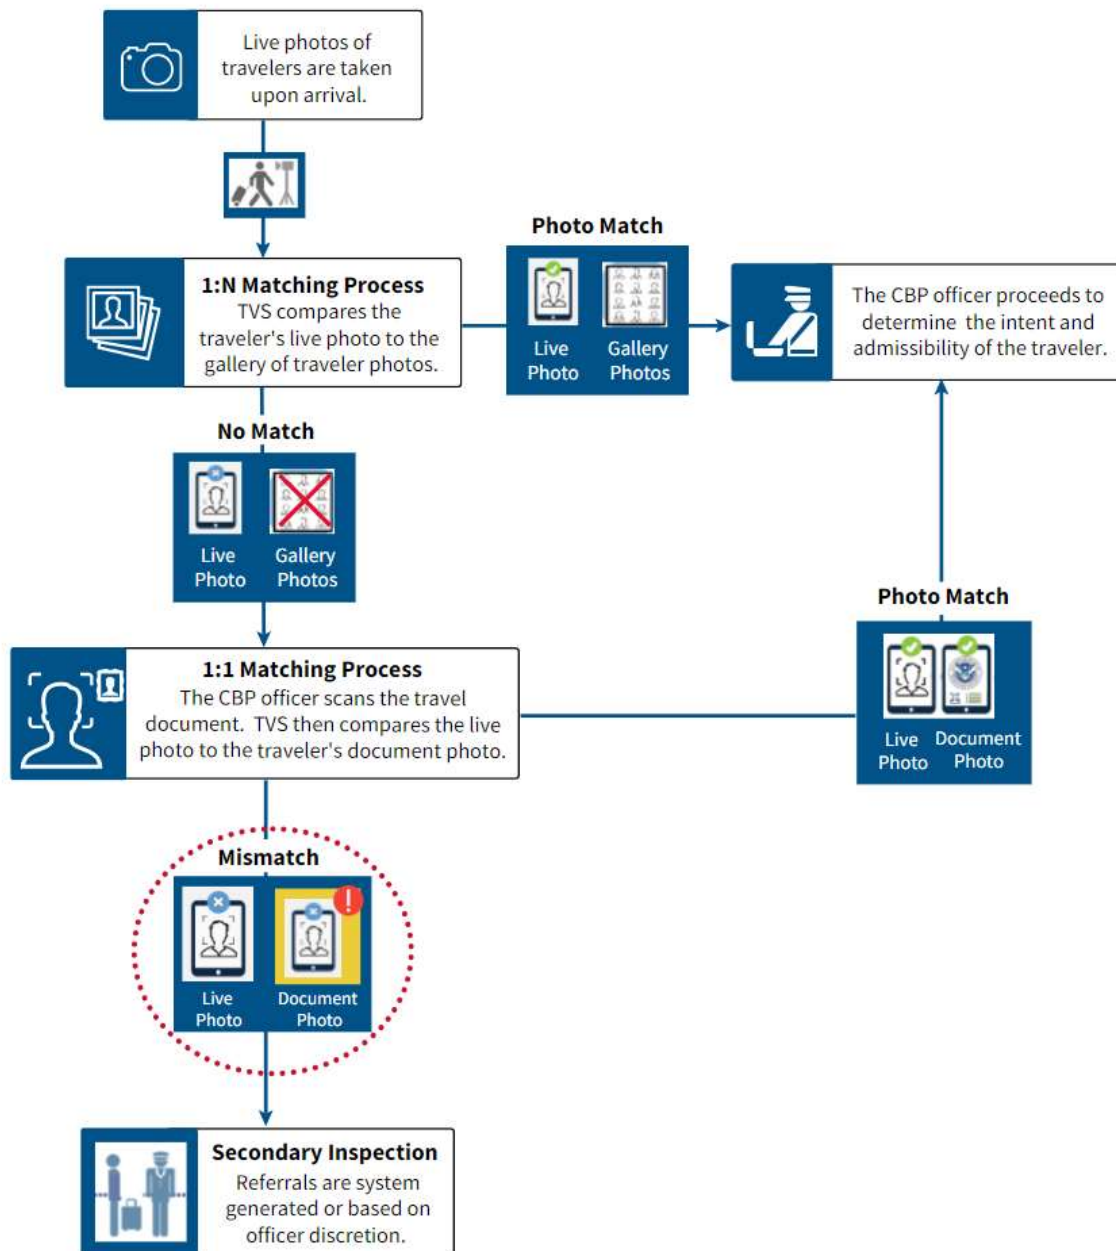 Live photos of
travelers are taken
upon arrival.
1:N Matching Process
TVS compares the
traveler's live photo to the
gallery of traveler photos.
Photo Match
Live
Photo
Gallery
Photos
The CBP officer proceeds to
determine the intent and
admissibility of the traveler.
No Match
Live
Photo
Gallery
Photos
1:1 Matching Process
The CBP officer scans the travel
document. TVS then compares the live
photo to the traveler's document photo.
Photo Match
Live
Photo
Document
Photo
Mismatch
Live
Photo
Document
Photo
Secondary Inspection
Referrals are system
generated or based on
officer discretion.